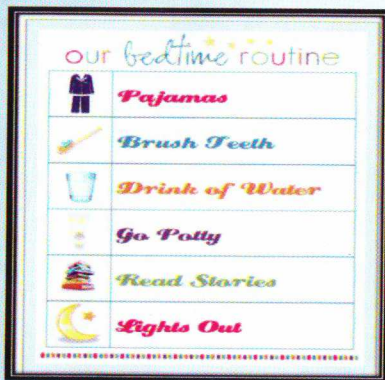 our bedtime routine
Pajamas
Brush Teeth
Drink of Water
Go Potty
Read Stories
Lights Out